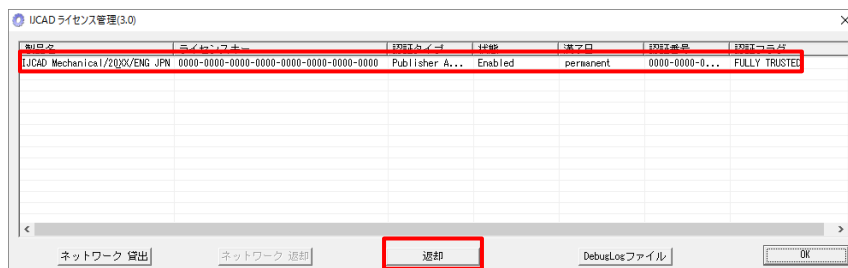 IJCAD ライセンス管理(3.0)
製品名 ライセンスキー 認証タイプ 状態 満了日 認証番号 認証フラグ
IJCAD Mechanical/20XX/ENG JPN 0000-0000-0000-0000-0000-0000-0000 Publisher A... Enabled permanent 0000-0000-0... FULLY TRUSTED
ネットワーク 貸出 ネットワーク 返却 返却 DebugLogファイル OK